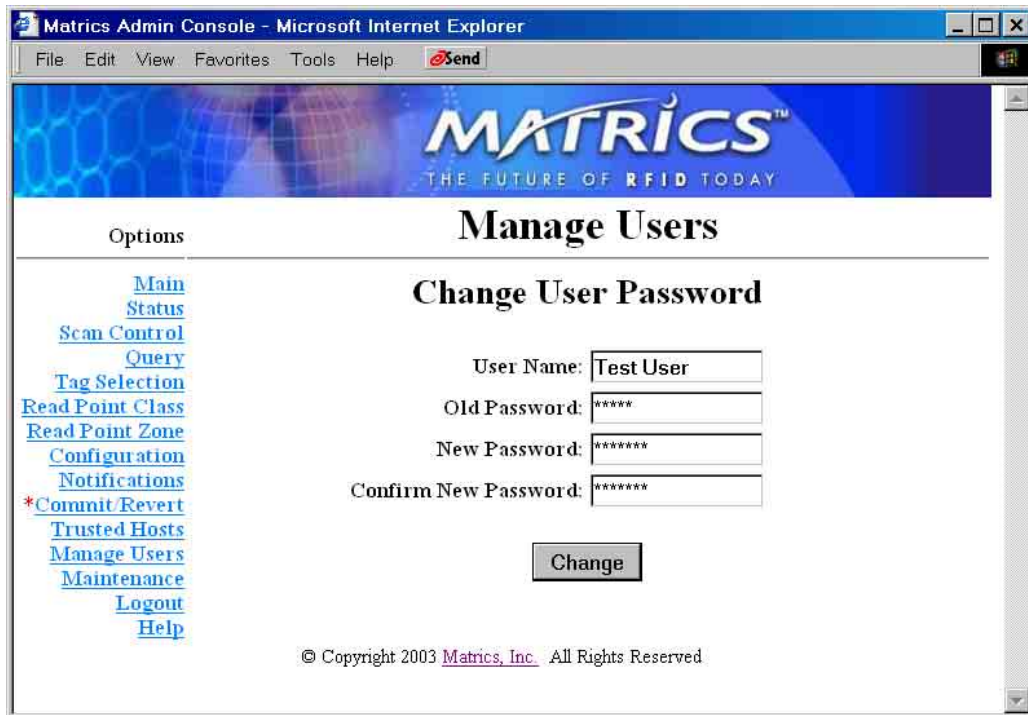 Matrics Admin Console - Microsoft Internet Explorer
File Edit View Favorites Tools Help Send
MATRICS™
THE FUTURE OF RFID TODAY
Options
Manage Users
Main
Status
Scan Control
Query
Tag Selection
Read Point Class
Read Point Zone
Configuration
Notifications
*Commit/Revert
Trusted Hosts
Manage Users
Maintenance
Logout
Help
Change User Password
User Name: Test User
Old Password: *****
New Password: *******
Confirm New Password: *******
Change
© Copyright 2003 Matrics, Inc. All Rights Reserved